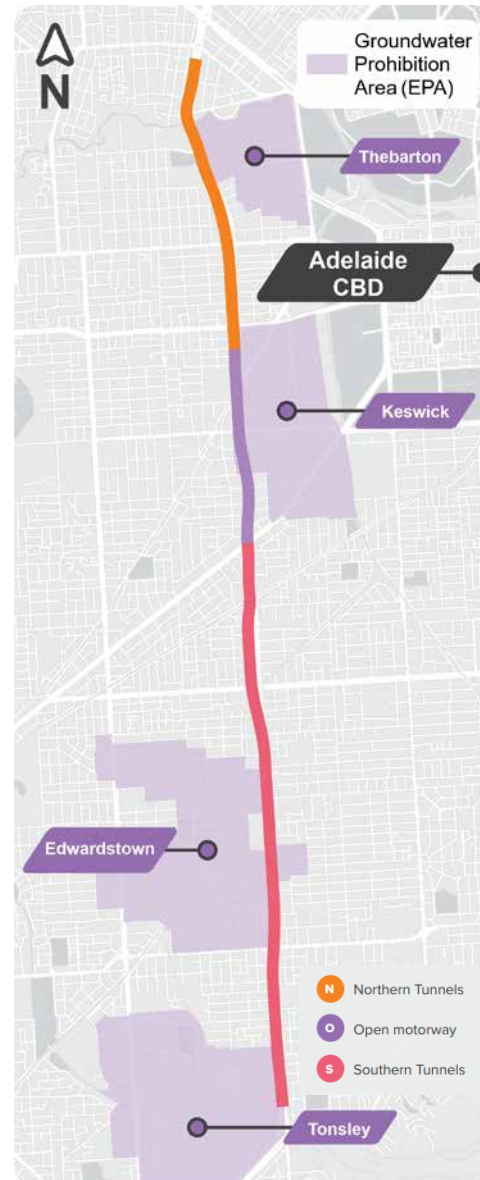 N
Groundwater
Prohibition
Area (EPA)
Thebarton
Adelaide
CBD
Keswick
Edwardstown
N Northern Tunnels
O Open motorway
S Southern Tunnels
Tonsley